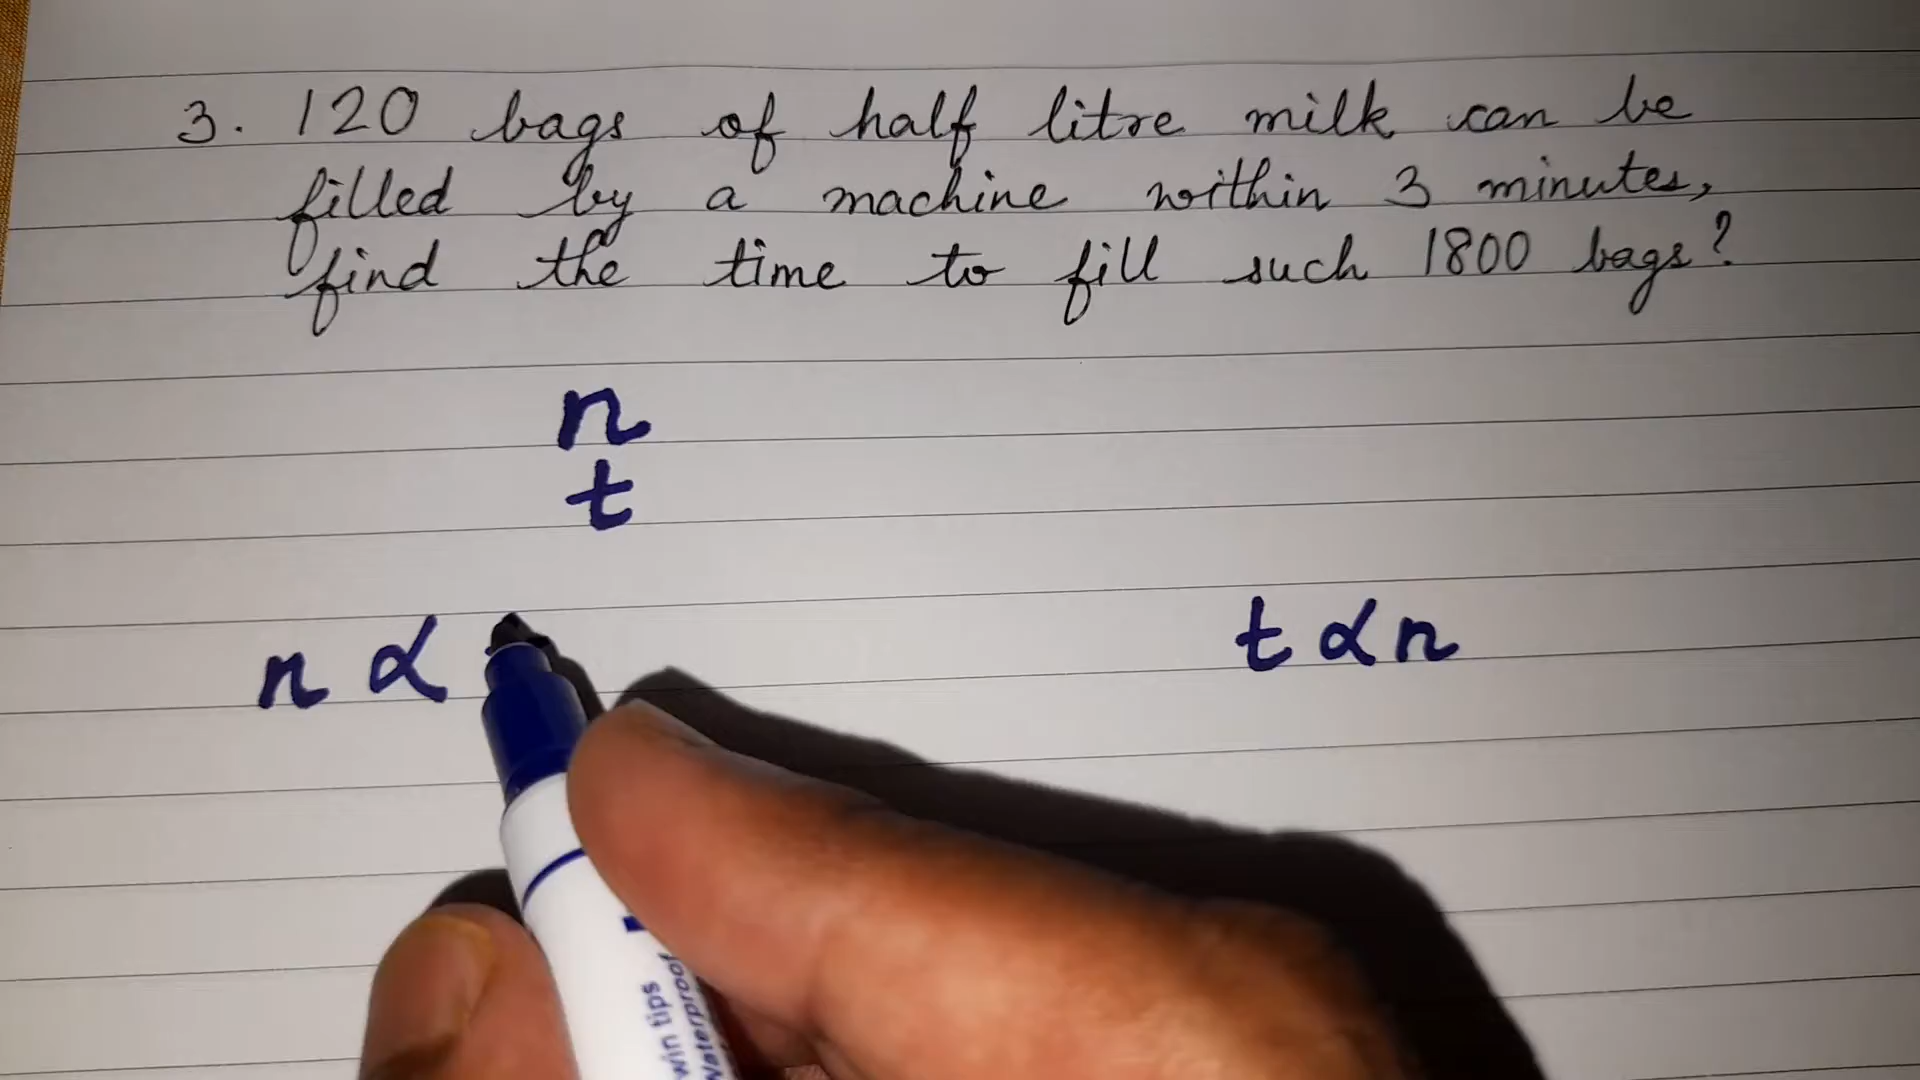 3. 120 bags of half litre milk can be
filled by a machine within 3 minutes,
find the time to fill such 1800 bags?
n
t
n ∝
t ∝ n
win tips
Waterproof